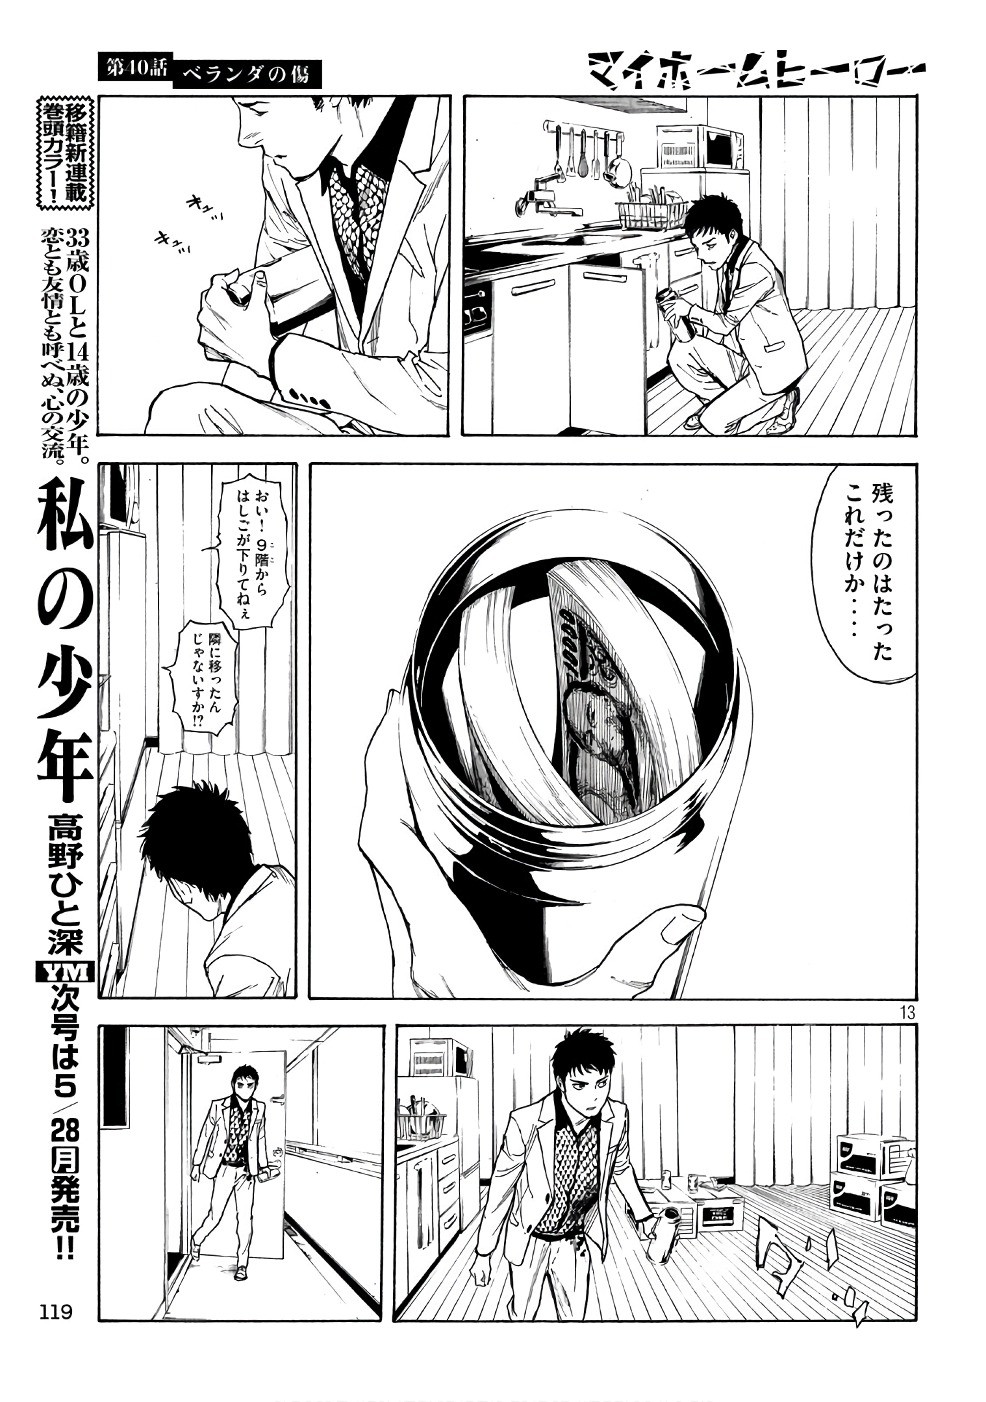 マイホームヒーロー
第40話
ベランダの傷
キュッ
キュッ
残ったのはたった
これだけか‥‥
おい！9階から
ここ
はしごが下りてねぇ
隣に移ったん
じゃないすか!?
13
移籍新連載
巻頭カラー！
33歳OLと14歳の少年。
恋とも友情とも呼べぬ、心の交流。
私の少年
高野ひと深
YM次号は5/28月発売!!
119